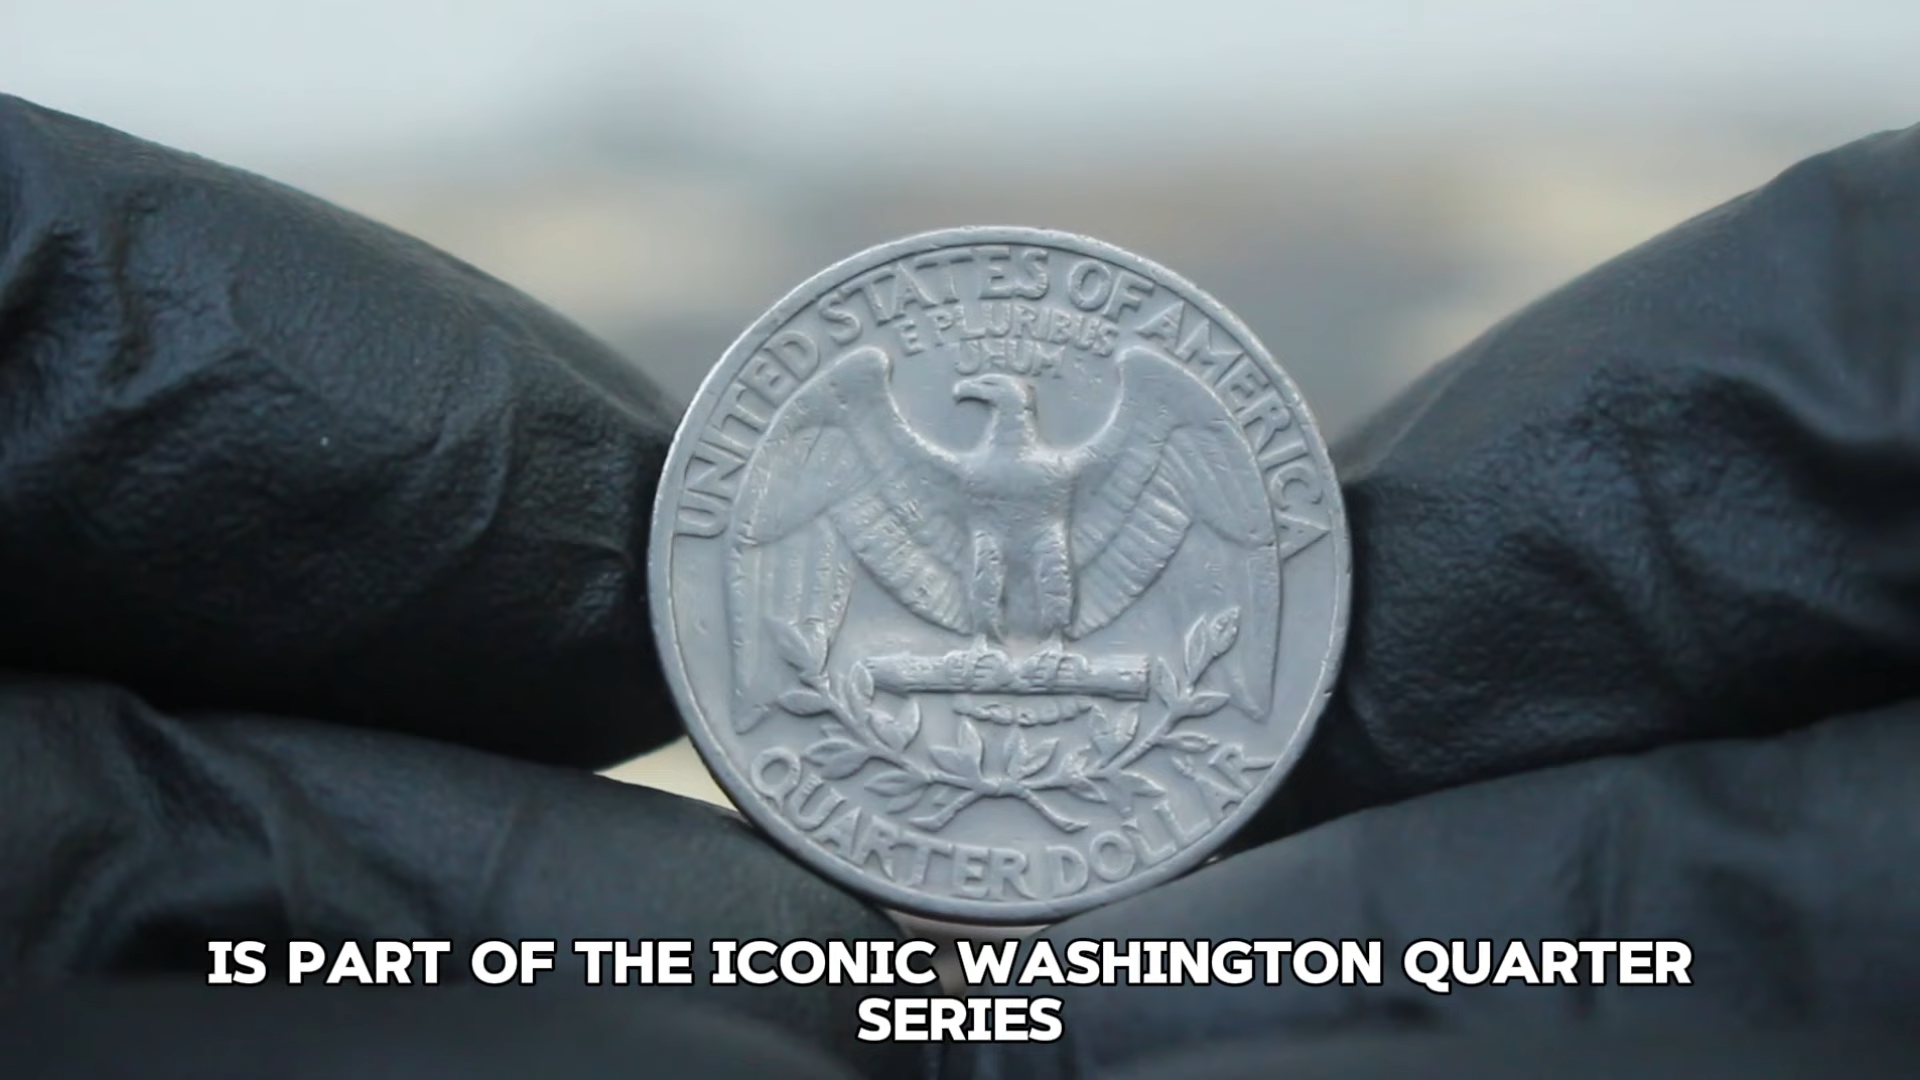 UNITED STATES OF AMERICA
E PLURIBUS
UNUM
QUARTER DOLLAR
IS PART OF THE ICONIC WASHINGTON QUARTER
SERIES